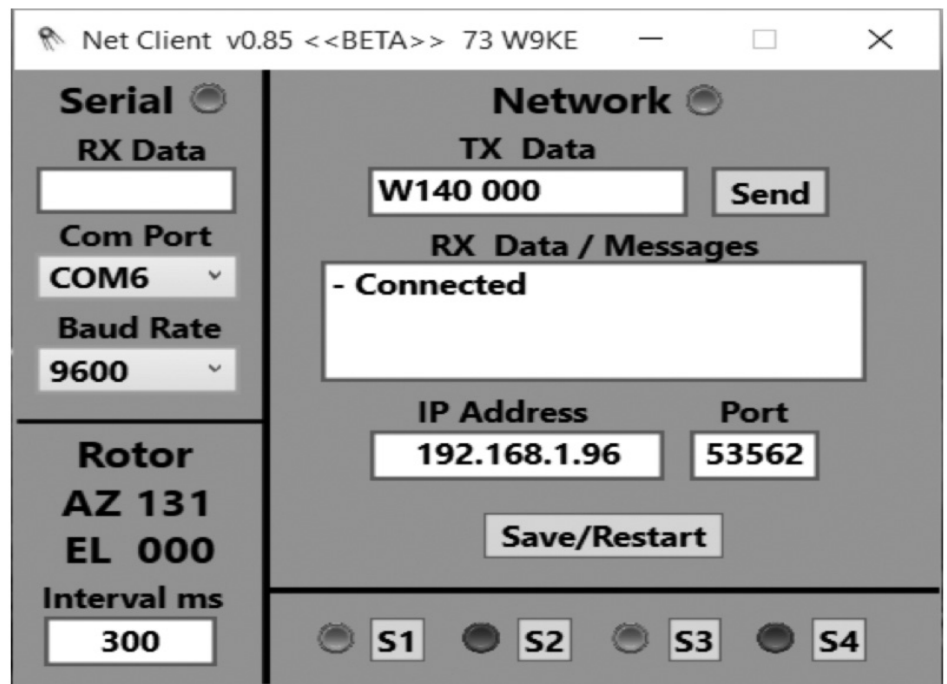 Net Client v0.85 <<BETA>> 73 W9KE
Serial
RX Data
Com Port
COM6
Baud Rate
9600
Rotor
AZ 131
EL 000
Interval ms
300
Network
TX Data
W140 000
Send
RX Data / Messages
- Connected
IP Address
Port
192.168.1.96
53562
Save/Restart
S1 S2 S3 S4